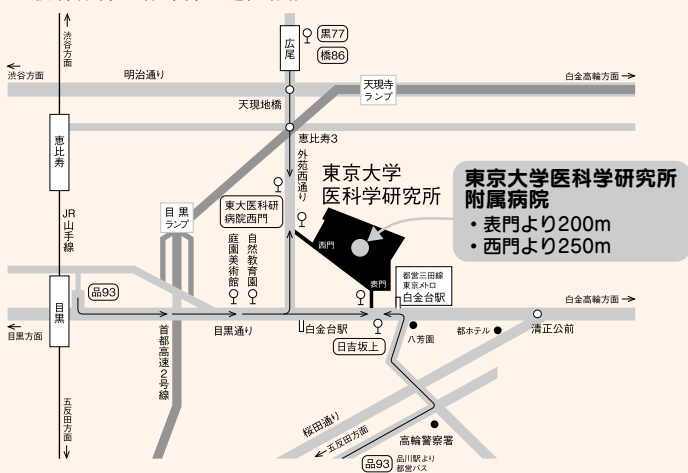 渋谷方面
渋谷方面
明治通り
広尾
黒77
橋86
天現寺
ランプ
白金高輪方面
天現地橋
恵比寿
恵比寿3
外苑西通り
東京大学
医科学研究所
東京大学医科学研究所
附属病院
・表門より200m
・西門より250m
目黒
ランプ
東大医科研
病院西門
西門
表門
JR山手線
庭園美術館
自然教育園
都営三田線
東京メトロ
白金台駅
品93
目黒
目黒方面
首都高速2号線
目黒通り
白金台駅
日吉坂上
八芳園
都ホテル
清正公前
白金高輪方面
五反田方面
桜田通り
五反田方面
高輪警察署
品93
品川駅より
都営バス